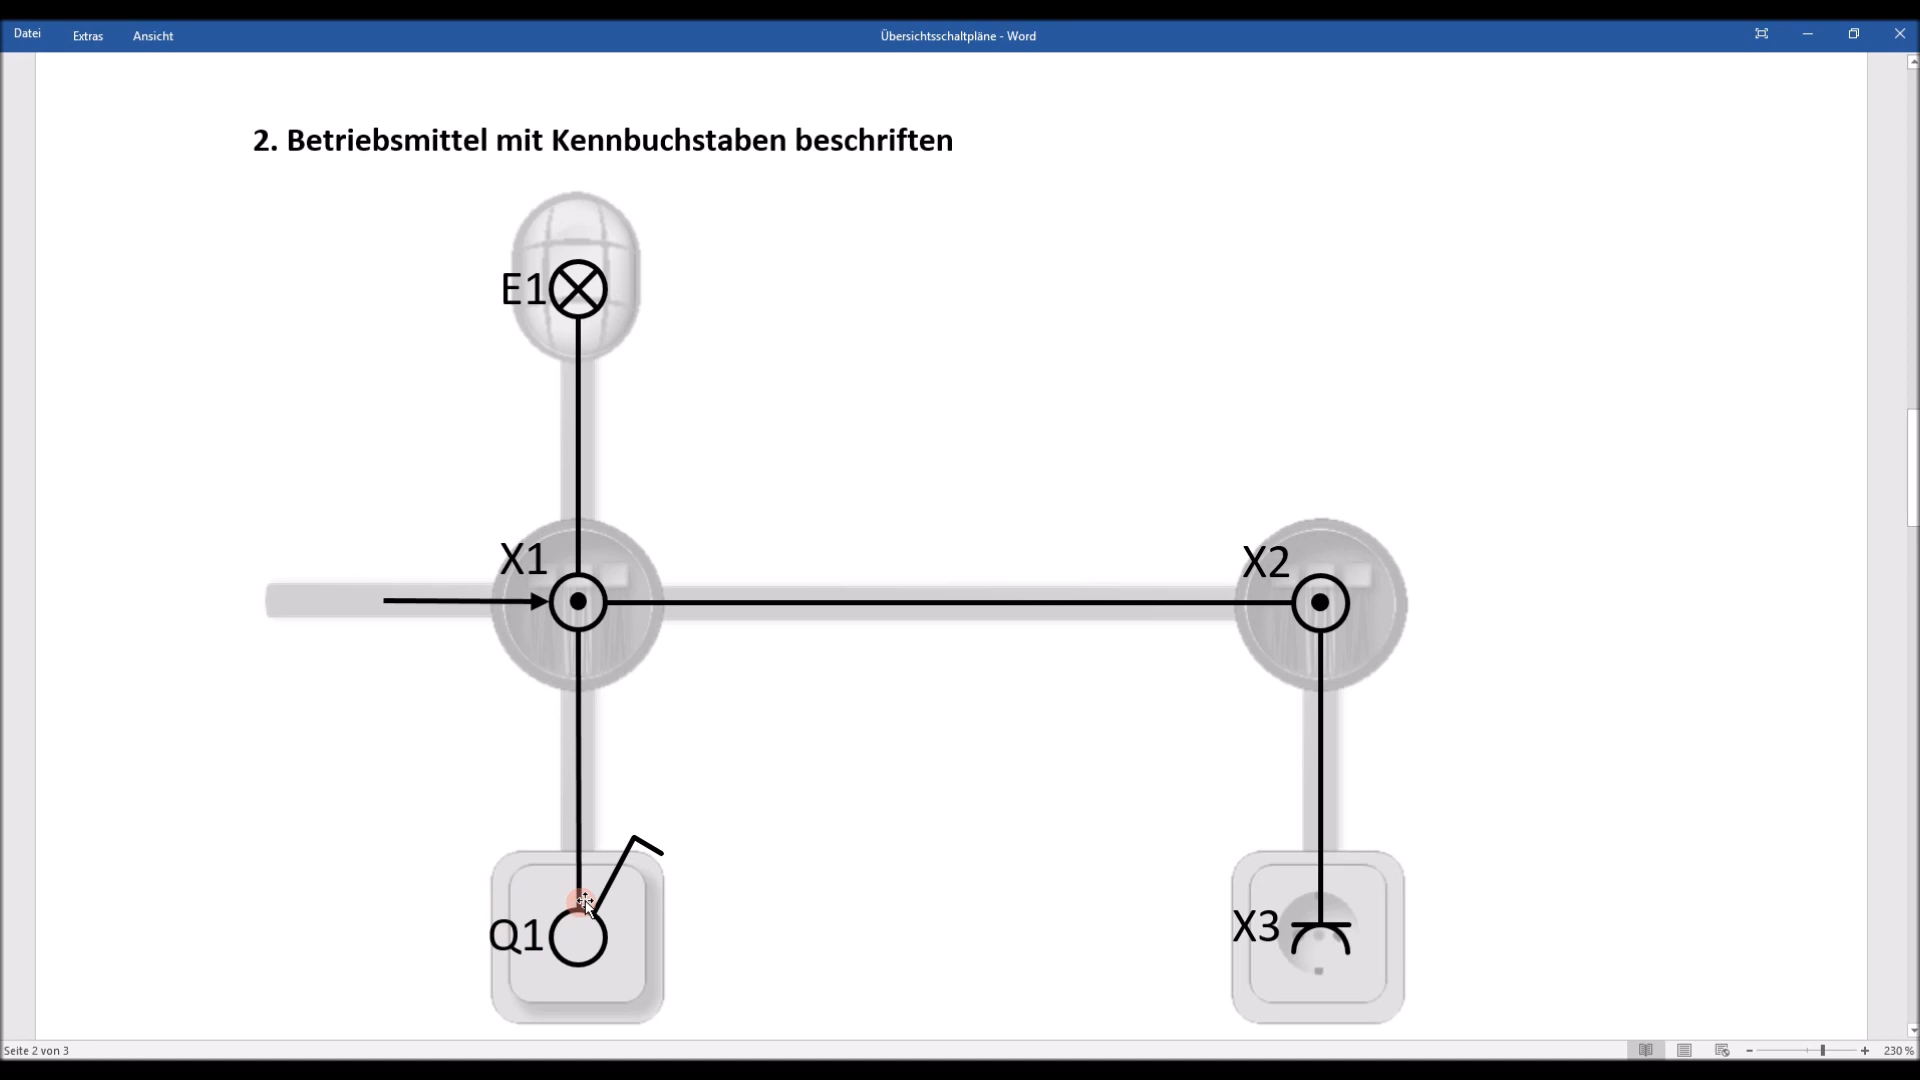 Datei Extras Ansicht Übersichtsschaltpläne - Word
2. Betriebsmittel mit Kennbuchstaben beschriften
E1
X1 X2
Q1 X3
Seite 2 von 3 230 %